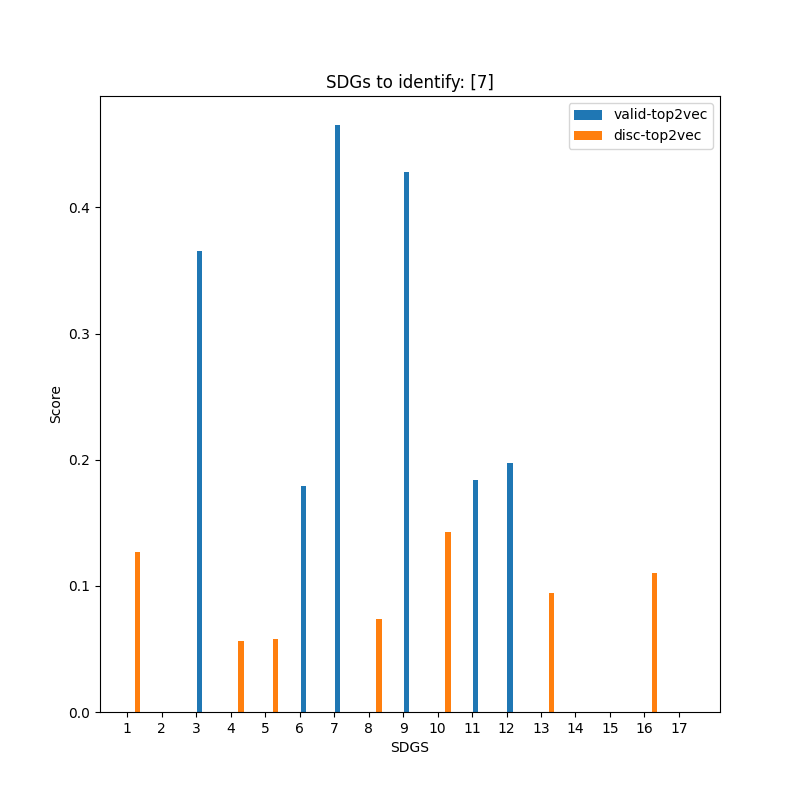 SDGs to identify: [7]
valid-top2vec
disc-top2vec
0.4
0.3
0.2
0.1
0.0
Score
1 2 3 4 5 6 7 8 9 10 11 12 13 14 15 16 17
SDGS